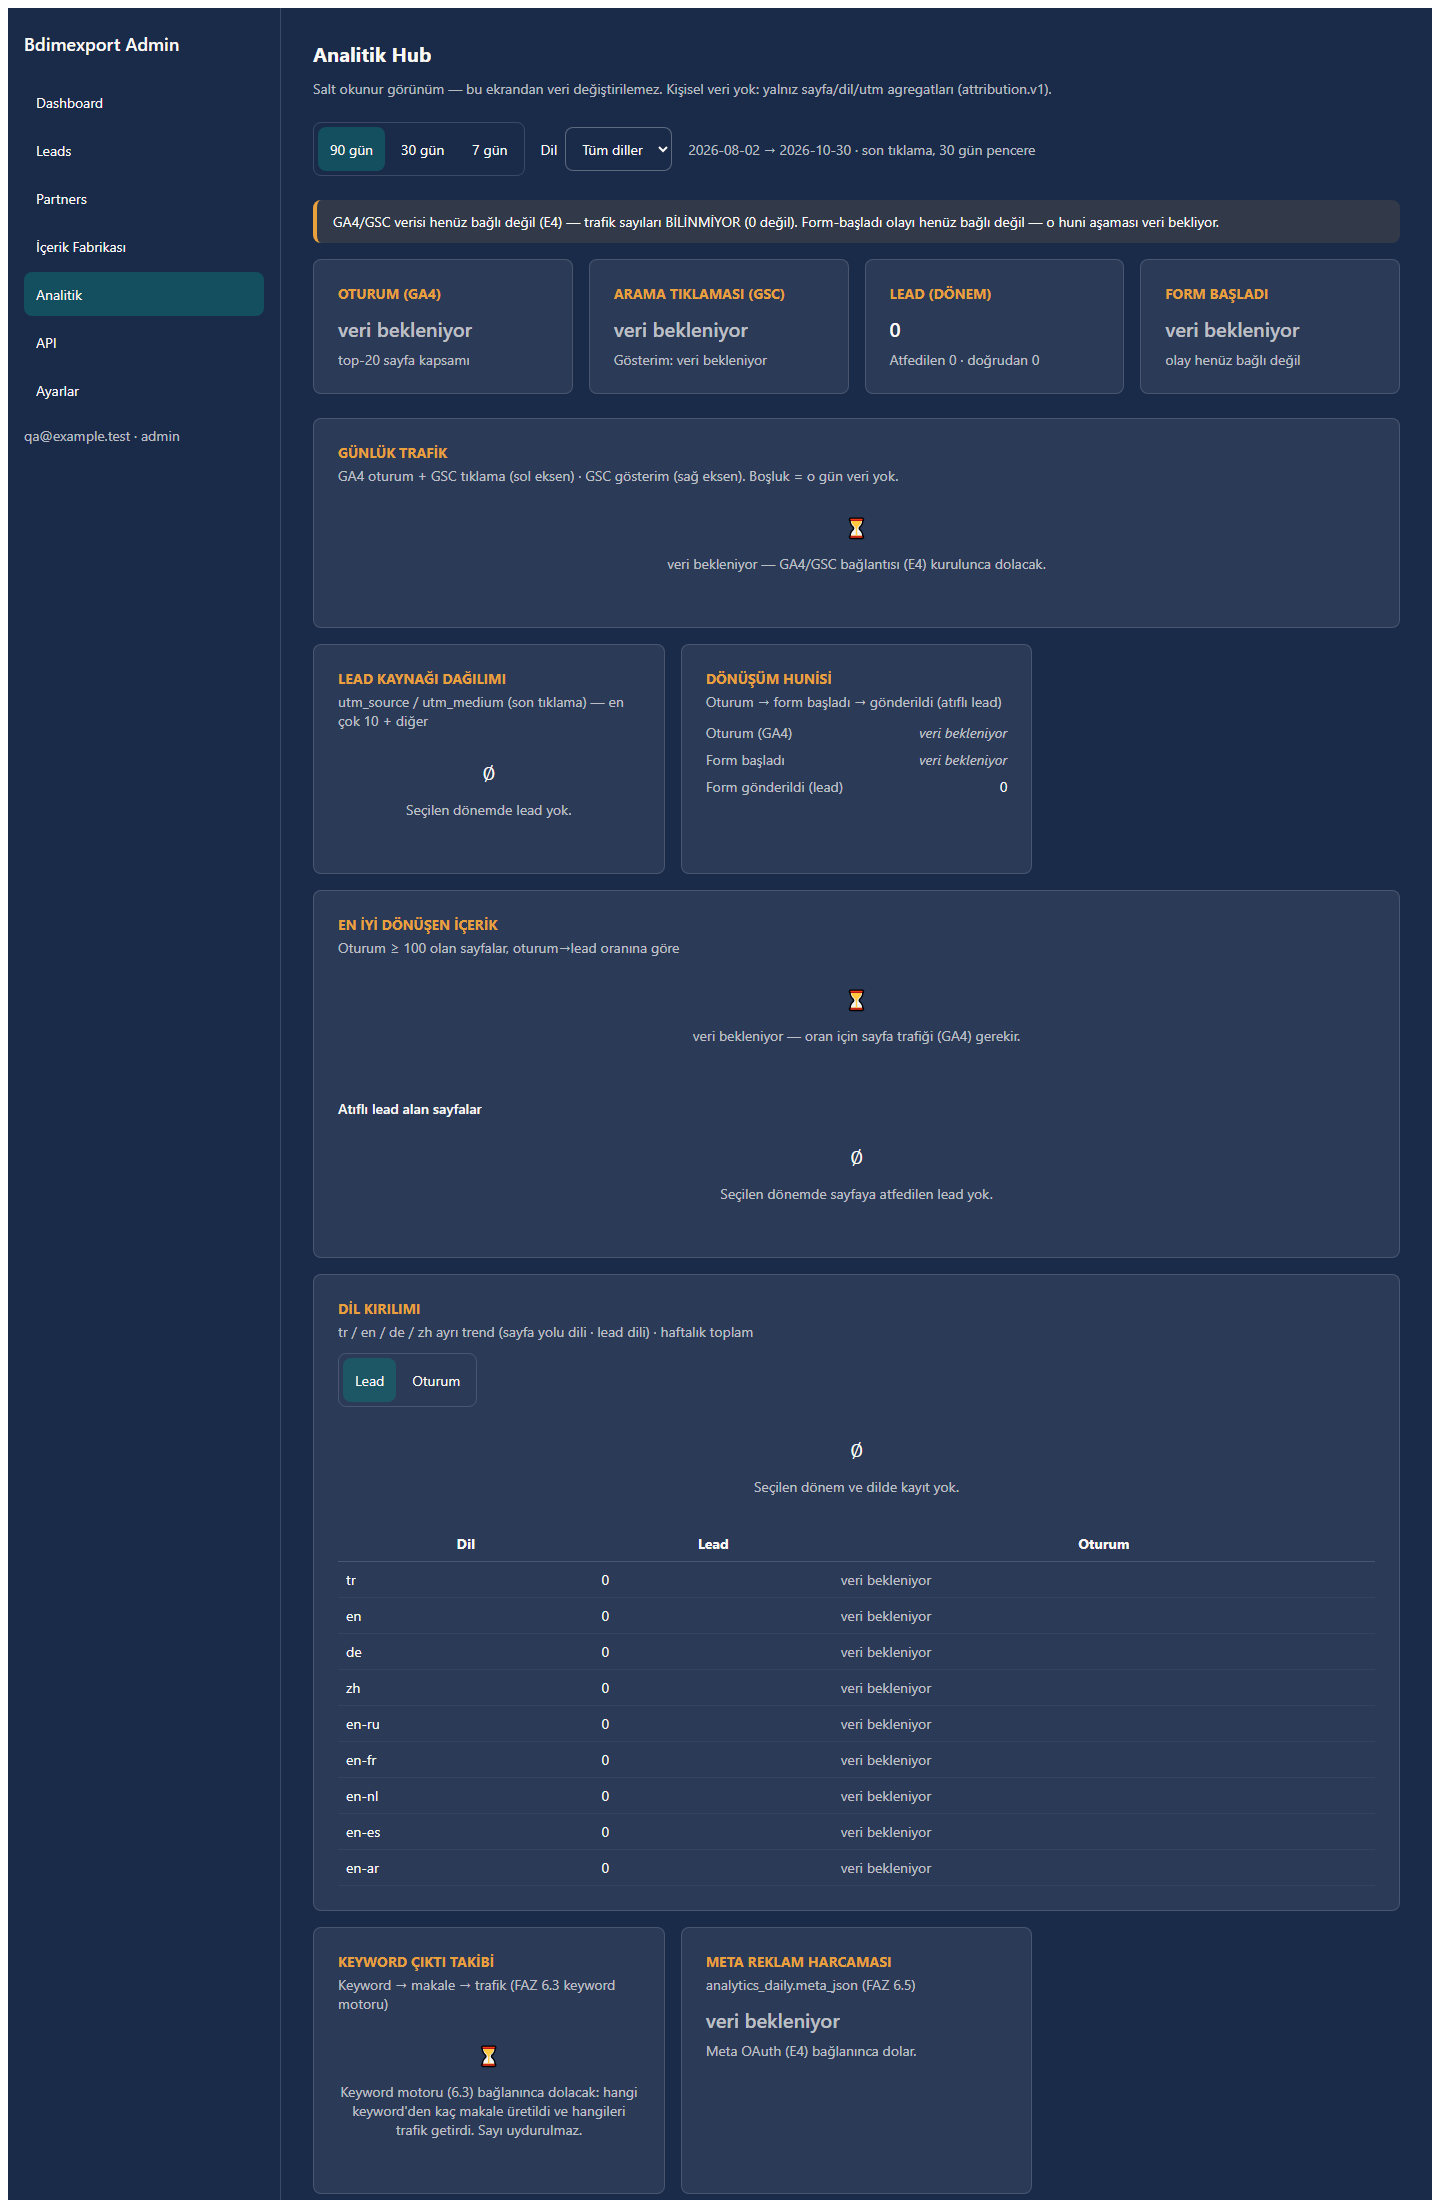 Bdimexport Admin
Dashboard
Leads
Partners
İçerik Fabrikası
Analitik
API
Ayarlar
qa@example.test · admin
Analitik Hub
Salt okunur görünüm — bu ekrandan veri değiştirilemez. Kişisel veri yok: yalnız sayfa/dil/utm agregatları (attribution.v1).
90 gün 30 gün 7 gün Dil Tüm diller 2026-08-02 → 2026-10-30 · son tıklama, 30 gün pencere
GA4/GSC verisi henüz bağlı değil (E4) — trafik sayıları BİLİNMİYOR (0 değil). Form-başladı olayı henüz bağlı değil — o huni aşaması veri bekliyor.
OTURUM (GA4)
veri bekleniyor
top-20 sayfa kapsamı
ARAMA TIKLAMASI (GSC)
veri bekleniyor
Gösterim: veri bekleniyor
LEAD (DÖNEM)
0
Atfedilen 0 · doğrudan 0
FORM BAŞLADI
veri bekleniyor
olay henüz bağlı değil
GÜNLÜK TRAFİK
GA4 oturum + GSC tıklama (sol eksen) · GSC gösterim (sağ eksen). Boşluk = o gün veri yok.
veri bekleniyor — GA4/GSC bağlantısı (E4) kurulunca dolacak.
LEAD KAYNAĞI DAĞILIMI
utm_source / utm_medium (son tıklama) — en
çok 10 + diğer
Ø
Seçilen dönemde lead yok.
DÖNÜŞÜM HUNİSİ
Oturum → form başladı → gönderildi (atıflı lead)
Oturum (GA4) veri bekleniyor
Form başladı veri bekleniyor
Form gönderildi (lead) 0
EN İYİ DÖNÜŞEN İÇERİK
Oturum ≥ 100 olan sayfalar, oturum→lead oranına göre
veri bekleniyor — oran için sayfa trafiği (GA4) gerekir.
Atıflı lead alan sayfalar
Ø
Seçilen dönemde sayfaya atfedilen lead yok.
DİL KIRILIMI
tr / en / de / zh ayrı trend (sayfa yolu dili · lead dili) · haftalık toplam
Lead Oturum
Ø
Seçilen dönem ve dilde kayıt yok.
Dil Lead Oturum
tr 0 veri bekleniyor
en 0 veri bekleniyor
de 0 veri bekleniyor
zh 0 veri bekleniyor
en-ru 0 veri bekleniyor
en-fr 0 veri bekleniyor
en-nl 0 veri bekleniyor
en-es 0 veri bekleniyor
en-ar 0 veri bekleniyor
KEYWORD ÇIKTI TAKİBİ
Keyword → makale → trafik (FAZ 6.3 keyword
motoru)
Keyword motoru (6.3) bağlanınca dolacak: hangi
keyword'den kaç makale üretildi ve hangileri
trafik getirdi. Sayı uydurulmaz.
META REKLAM HARCAMASI
analytics_daily.meta_json (FAZ 6.5)
veri bekleniyor
Meta OAuth (E4) bağlanınca dolar.